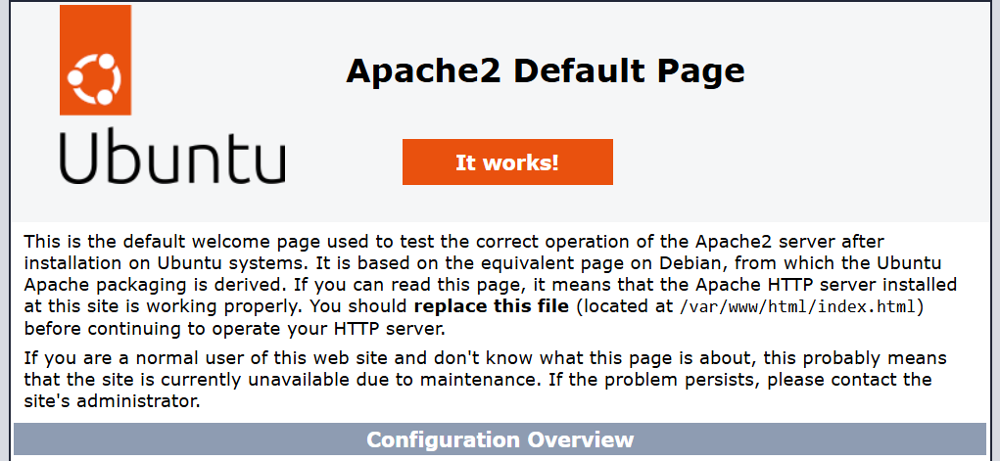 Apache2 Default Page
Ubuntu
It works!
This is the default welcome page used to test the correct operation of the Apache2 server after
installation on Ubuntu systems. It is based on the equivalent page on Debian, from which the Ubuntu
Apache packaging is derived. If you can read this page, it means that the Apache HTTP server installed
at this site is working properly. You should replace this file (located at /var/www/html/index.html)
before continuing to operate your HTTP server.
If you are a normal user of this web site and don't know what this page is about, this probably means
that the site is currently unavailable due to maintenance. If the problem persists, please contact the
site's administrator.
Configuration Overview